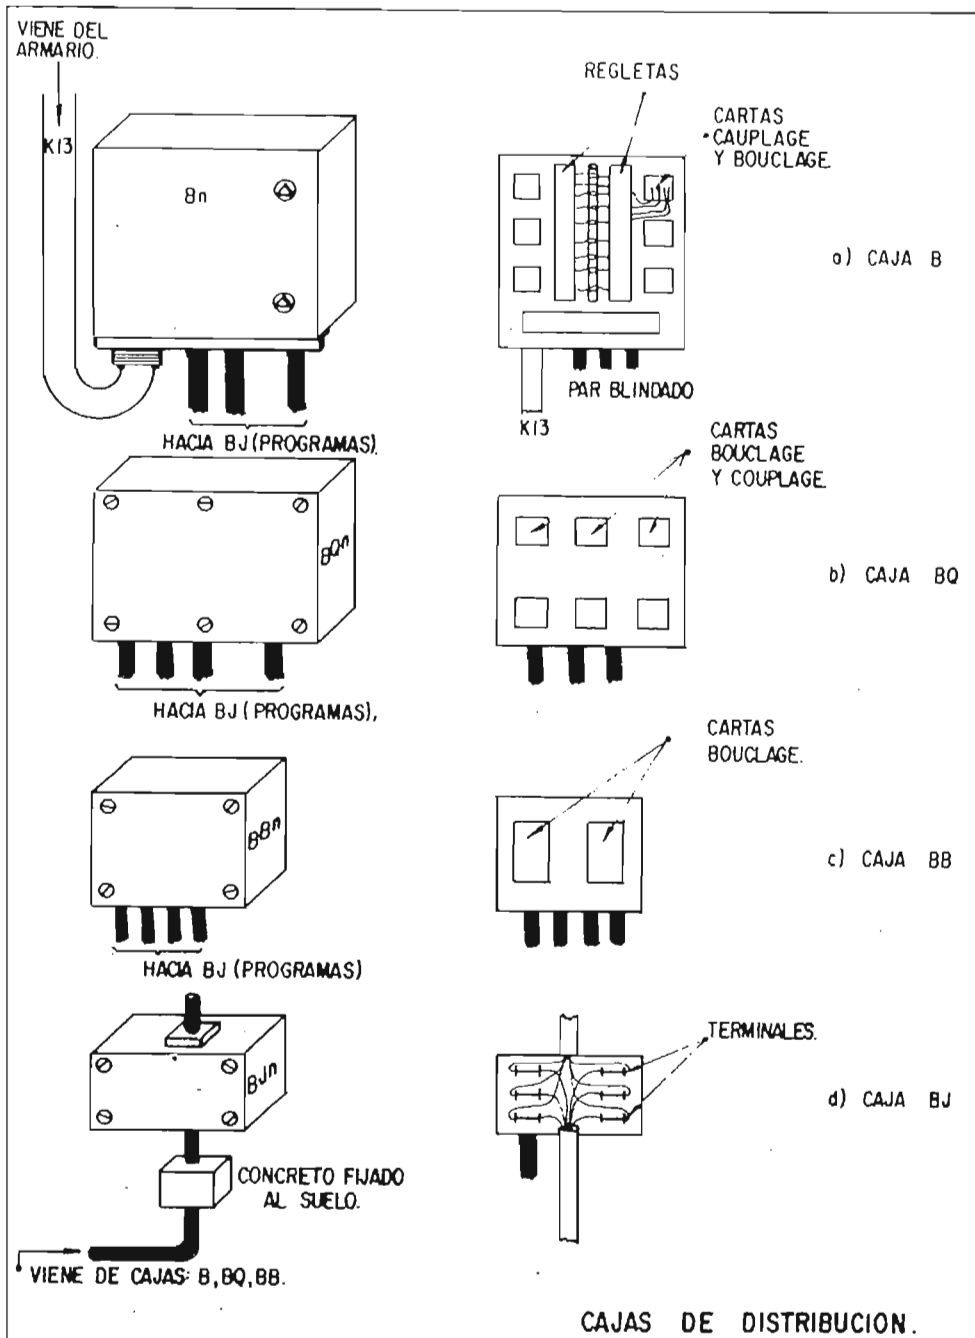 VIENE DEL
ARMARIO.
K13
Bn
HACIA BJ (PROGRAMAS).
REGLETAS
CARTAS
CAUPLAGE
Y BOUCLAGE
a) CAJA B
PAR BLINDADO
K13
BQn
HACIA BJ (PROGRAMAS),
CARTAS
BOUCLAGE
Y COUPLAGE
b) CAJA BQ
BBn
HACIA BJ (PROGRAMAS)
CARTAS
BOUCLAGE.
c) CAJA BB
BJn
CONCRETO FIJADO
AL SUELO.
VIENE DE CAJAS: B, BQ, BB.
TERMINALES.
d) CAJA BJ
CAJAS DE DISTRIBUCION.